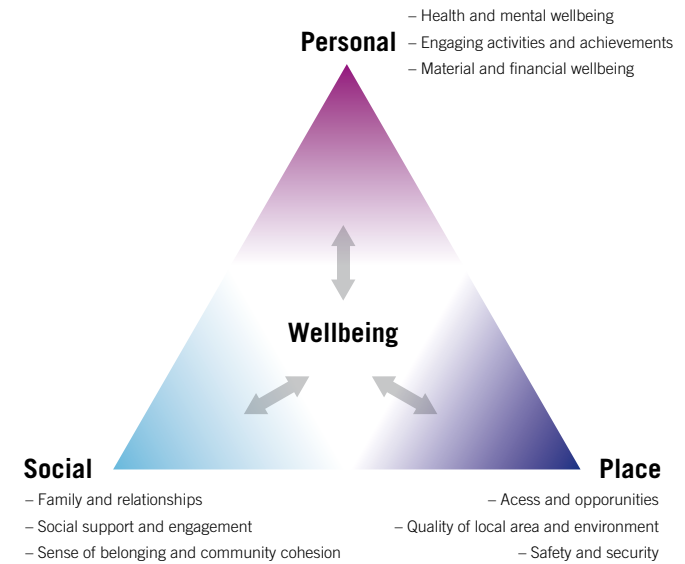 Personal
– Health and mental wellbeing
– Engaging activities and achievements
– Material and financial wellbeing
Wellbeing
Social
– Family and relationships
– Social support and engagement
– Sense of belonging and community cohesion
Place
– Acess and opporunities
– Quality of local area and environment
– Safety and security